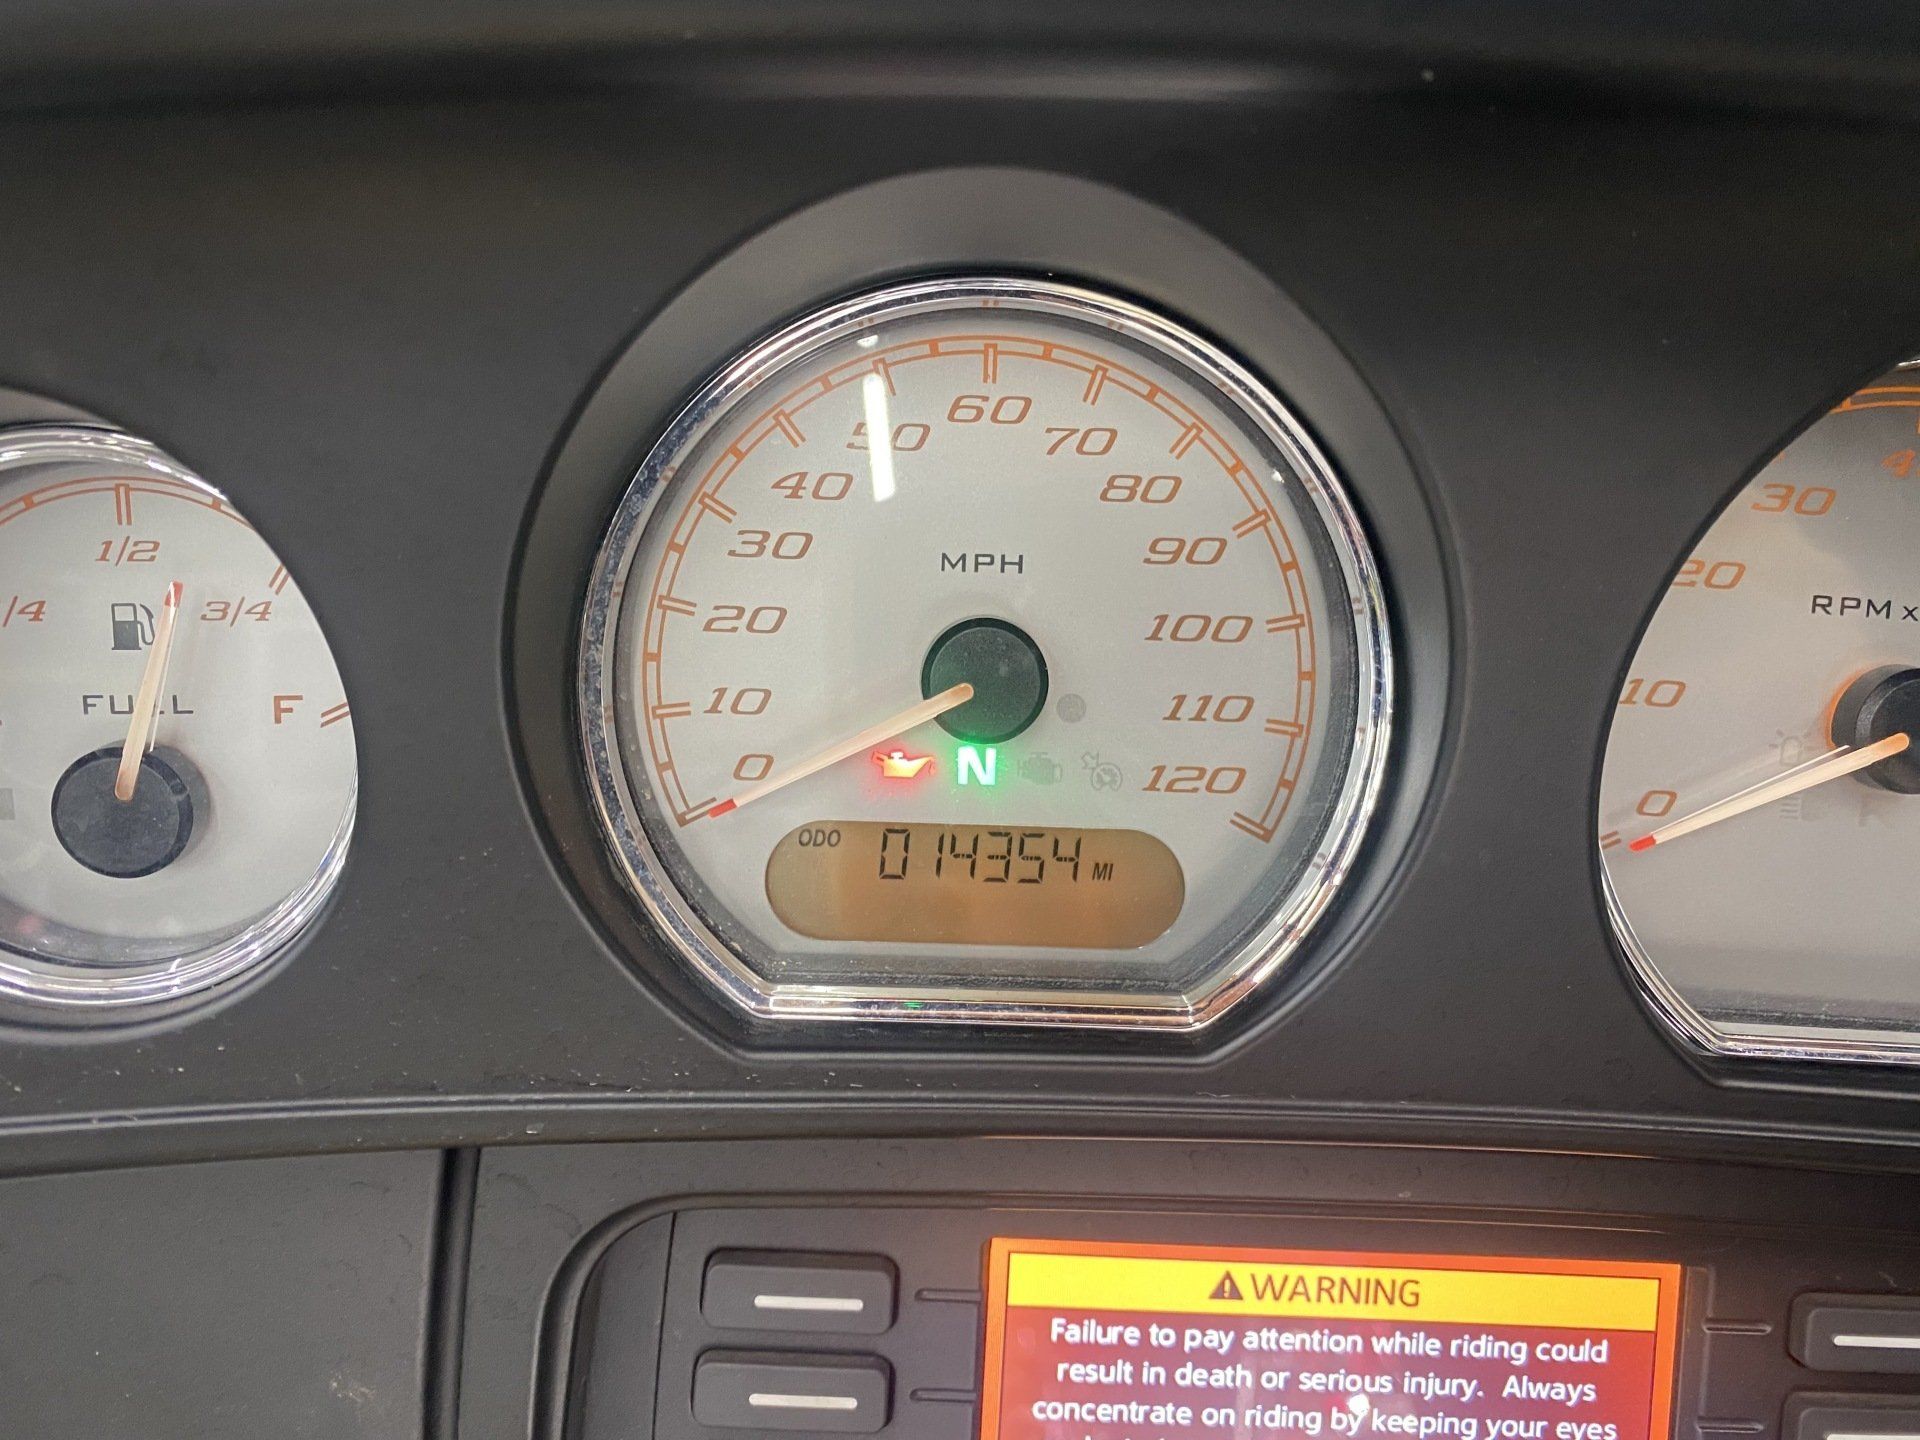 60
50
70
40
80
30
90
20
100
10
110
0
120
MPH
N
ODO
014354 MI
1/2
/4
3/4
FUEL
F
4
30
20
10
0
RPM x
WARNING
Failure to pay attention while riding could
result in death or serious injury. Always
concentrate on riding by keeping your eyes